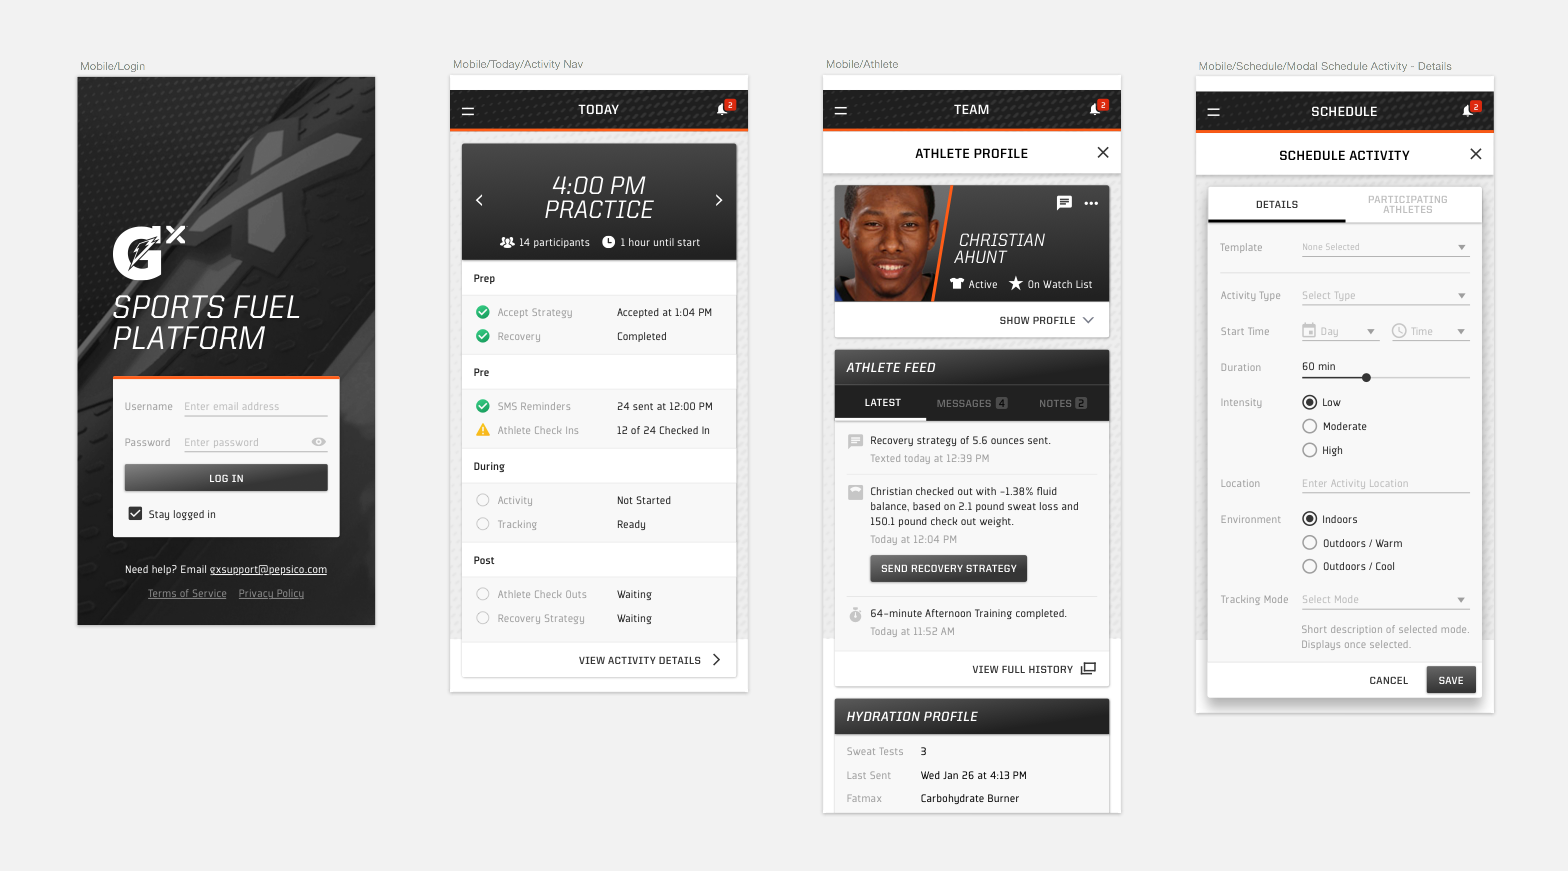 Mobile/Login
G
X
SPORTS FUEL
PLATFORM
Username Enter email address
Password Enter password
LOG IN
Stay logged in
Need help? Email gxsupport@pepsico.com
Terms of Service Privacy Policy
Mobile/Today/Activity Nav
TODAY
2
4:00 PM
PRACTICE
14 participants 1 hour until start
Prep
Accept Strategy Accepted at 1:04 PM
Recovery Completed
Pre
SMS Reminders 24 sent at 12:00 PM
Athlete Check Ins 12 of 24 Checked In
During
Activity Not Started
Tracking Ready
Post
Athlete Check Outs Waiting
Recovery Strategy Waiting
VIEW ACTIVITY DETAILS
Mobile/Athlete
TEAM
2
ATHLETE PROFILE
CHRISTIAN
AHUNT
Active On Watch List
SHOW PROFILE
ATHLETE FEED
LATEST MESSAGES 4 NOTES 2
Recovery strategy of 5.6 ounces sent.
Texted today at 12:39 PM
Christian checked out with -1.38% fluid
balance, based on 2.1 pound sweat loss and
150.1 pound check out weight.
Today at 12:04 PM
SEND RECOVERY STRATEGY
64-minute Afternoon Training completed.
Today at 11:52 AM
VIEW FULL HISTORY
HYDRATION PROFILE
Sweat Tests 3
Last Sent Wed Jan 26 at 4:13 PM
Fatmax Carbohydrate Burner
Mobile/Schedule/Modal Schedule Activity - Details
SCHEDULE
2
SCHEDULE ACTIVITY
DETAILS
PARTICIPATING
ATHLETES
Template None Selected
Activity Type Select Type
Start Time Day Time
Duration 60 min
Intensity Low
Moderate
High
Location Enter Activity Location
Environment Indoors
Outdoors / Warm
Outdoors / Cool
Tracking Mode Select Mode
Short description of selected mode.
Displays once selected.
CANCEL SAVE